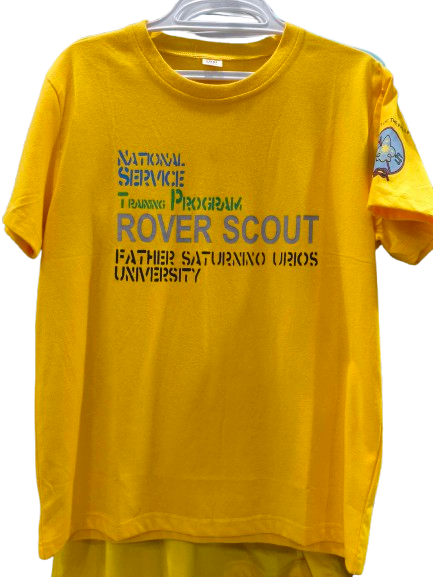 NATIONAL
SERVICE
TRAINING PROGRAM
ROVER SCOUT
FATHER SATURNINO URIOS
UNIVERSITY